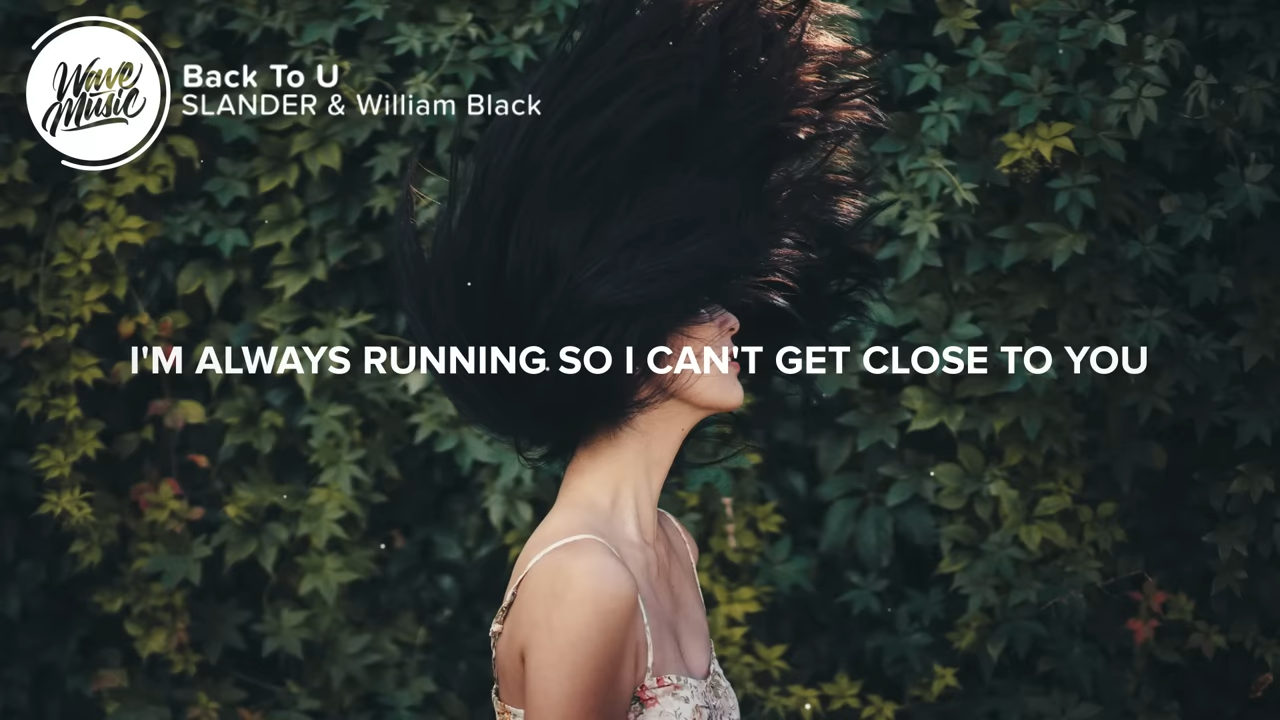 Wave
Music
Back To U
SLANDER & William Black
I'M ALWAYS RUNNING SO I CAN'T GET CLOSE TO YOU